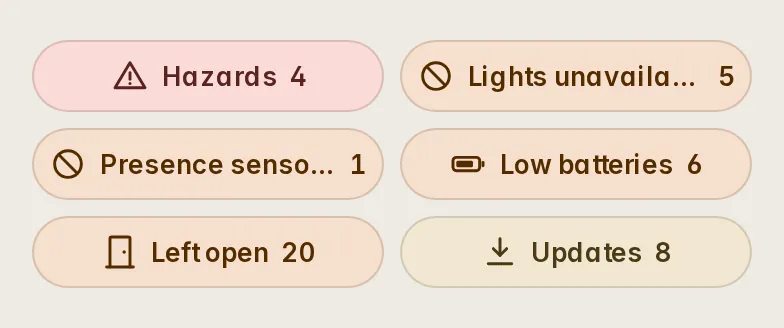 Hazards 4
Lights unavaila... 5
Presence senso... 1
Low batteries 6
Left open 20
Updates 8